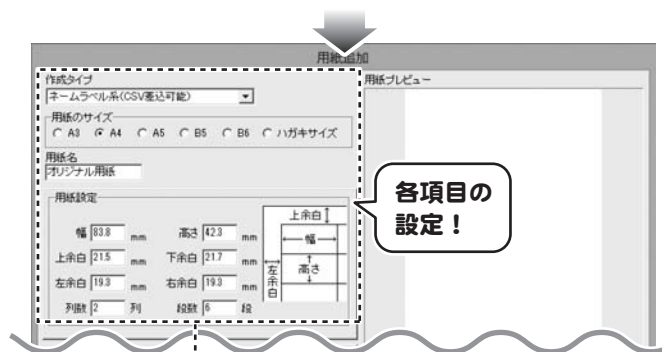 用紙追加
作成タイプ
ネームラベル系(CSV差込可能)
用紙のサイズ
A3 A4 A5 B5 B6 ハガキサイズ
用紙名
オリジナル用紙
用紙設定
幅 83.8 mm 高さ 42.3 mm
上余白 21.5 mm 下余白 21.7 mm
左余白 19.3 mm 右余白 19.3 mm
列数 2 列 段数 6 段
上余白
幅
高さ
左余白
用紙プレビュー
各項目の
設定！